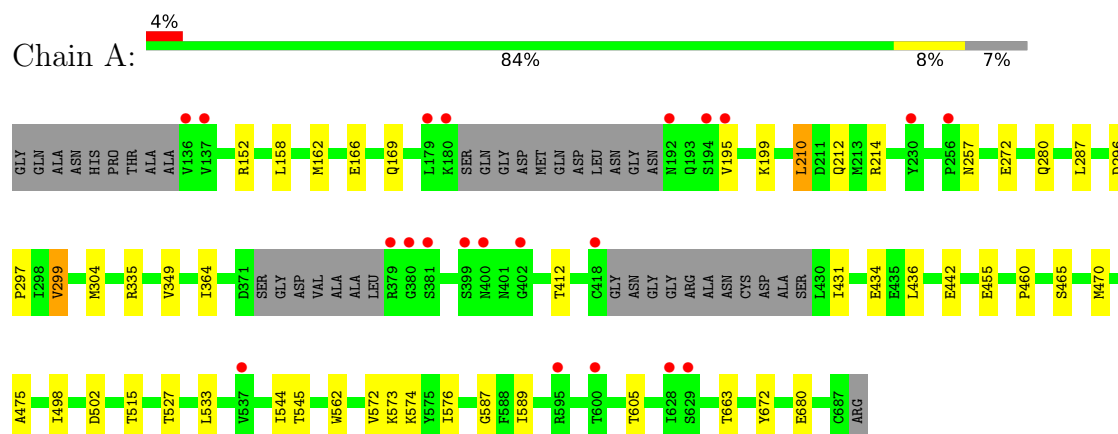 4%
Chain A:
84%
8%
7%
GLY GLN ALA ASN HIS PRO THR ALA ALA V136 V137 R152 L158 M162 E166 Q169 L179 K180 SER GLN GLY ASP MET GLN ASP LEU ASN GLY ASN N192 Q193 S194 V195 K199 L210 D211 Q212 M213 R214 Y230 P256 N257 E272 Q280 L287
P297 I298 V299 M304 R335 V349 I364 D371 SER GLY ASP VAL ALA ALA LEU R379 G380 S381 S399 N400 N401 G402 T412 C418 GLY ASN GLY GLY ARG ALA ASN CYS ASP ALA SER L430 I431 E434 E435 L436 E442 E455 P460 S465 M470
A475 I498 D502 T515 T527 L533 V537 I544 T545 W562 V572 K573 K574 Y575 I576 G587 F588 I589 R595 T600 T605 I628 S629 T663 Y672 E680 C687 ARG